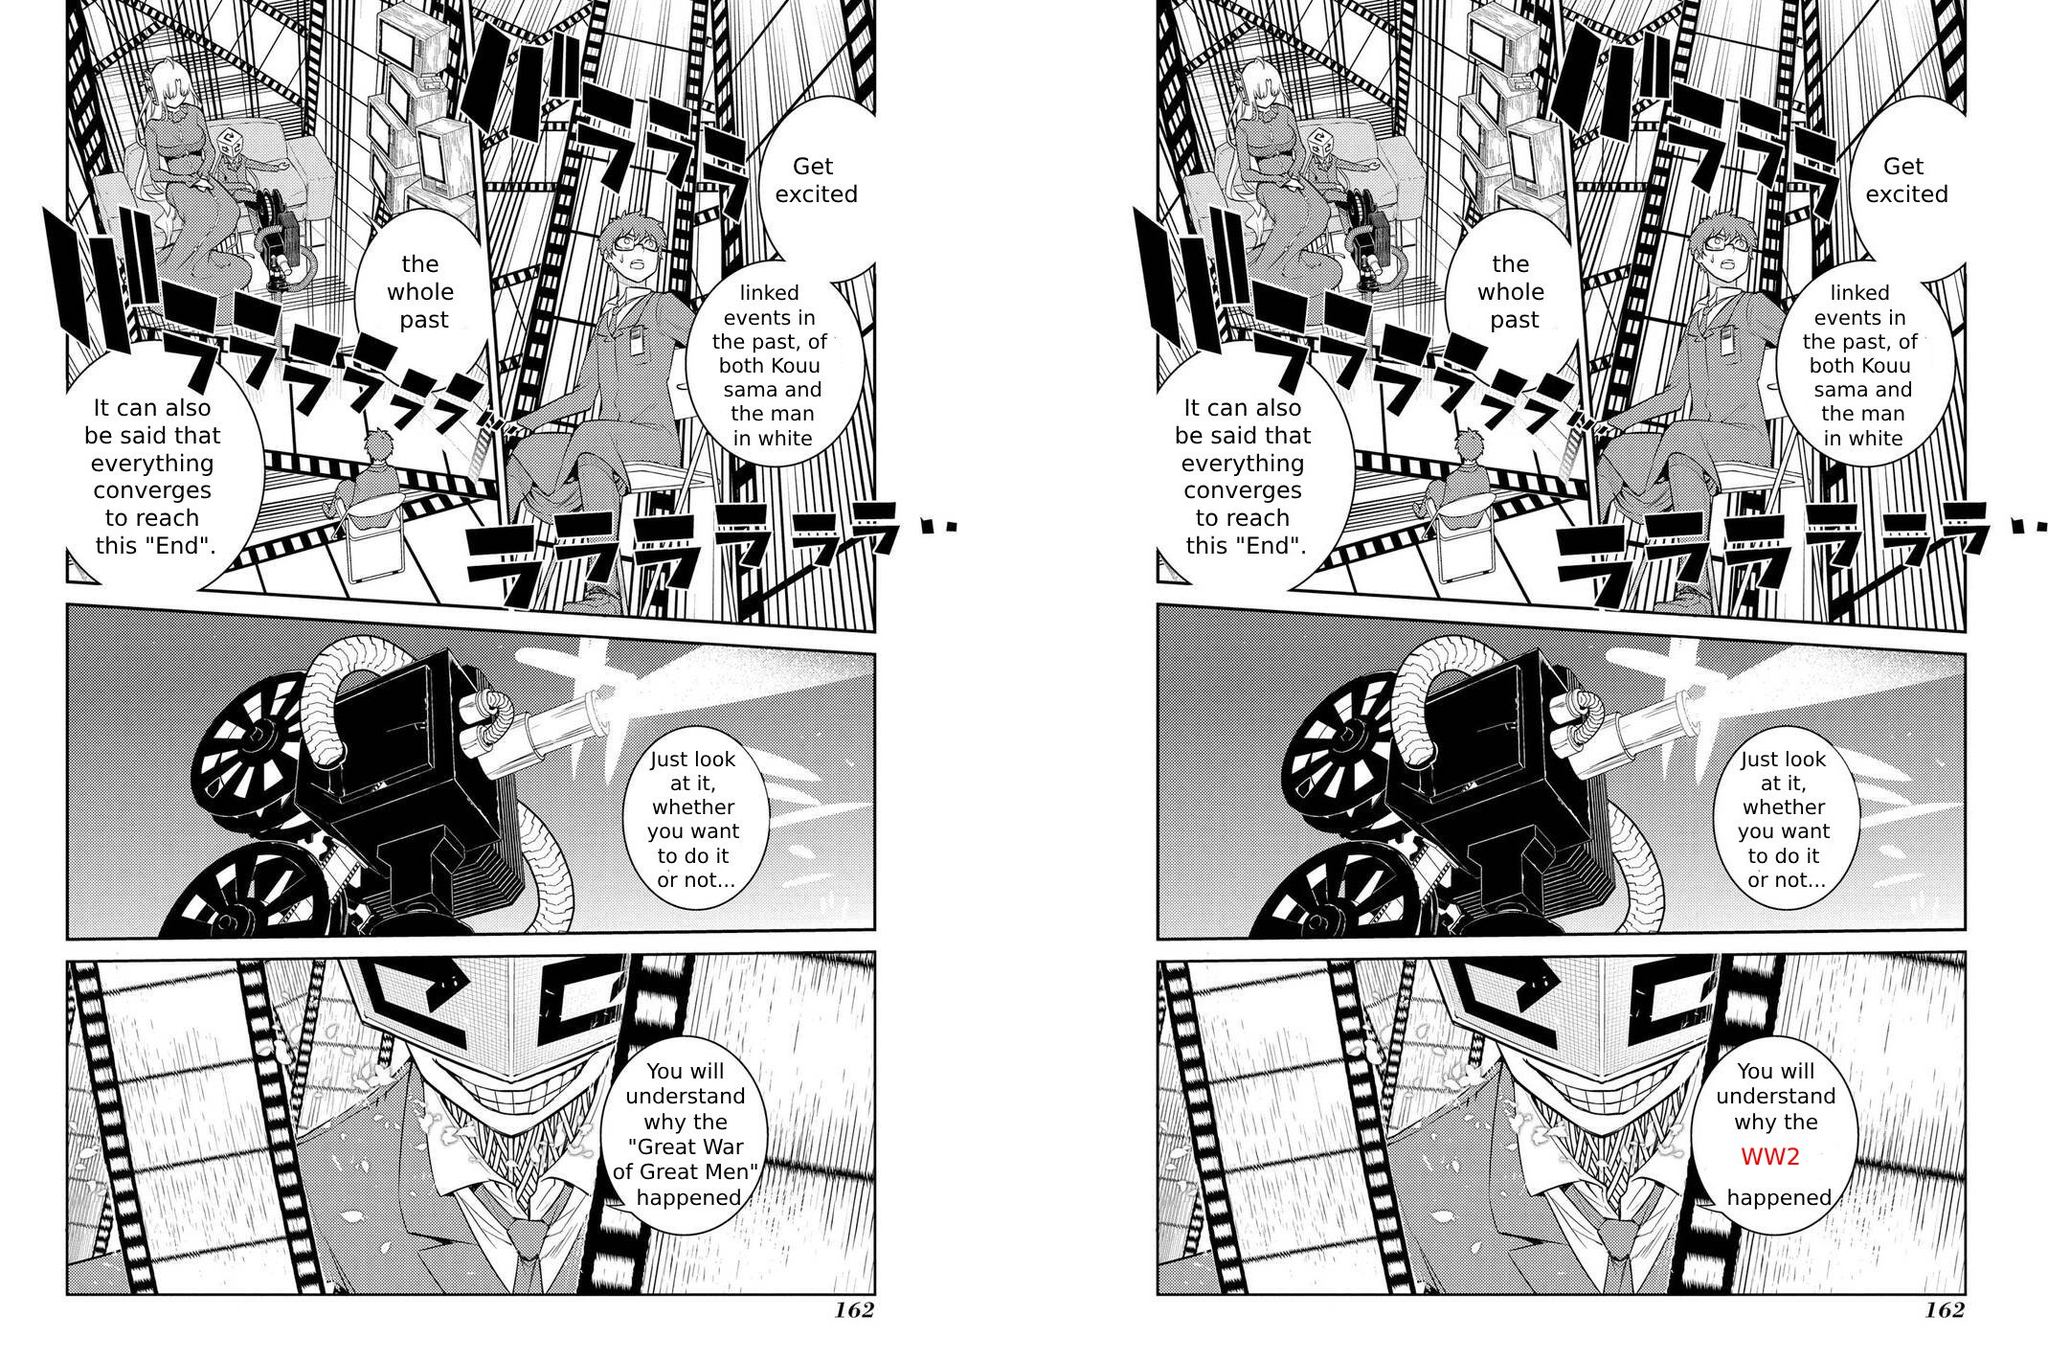 Get
excited
linked
events in
the past, of
both Kouu
sama and
the man
in white
the
whole
past
It can also
be said that
everything
converges
to reach
this "End".
バラララ
バラララララ
ララララララ
Just look
at it,
whether
you want
to do it
or not...
You will
understand
why the
"Great War
of Great Men"
happened
162
Get
excited
linked
events in
the past, of
both Kouu
sama and
the man
in white
the
whole
past
It can also
be said that
everything
converges
to reach
this "End".
バラララ
バラララララ
ララララララ
Just look
at it,
whether
you want
to do it
or not...
You will
understand
why the
WW2
happened
162